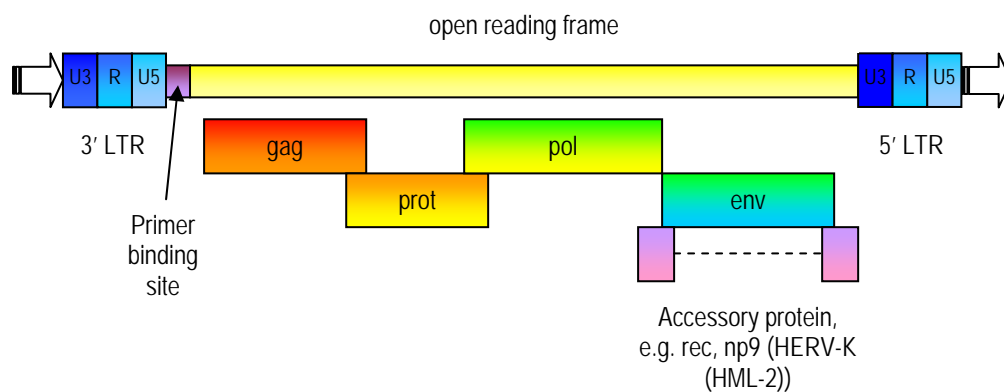 open reading frame
U3 R U5
U3 R U5
3' LTR
5' LTR
gag
pol
prot
env
Primer
binding
site
Accessory protein,
e.g. rec, np9 (HERV-K
(HML-2))